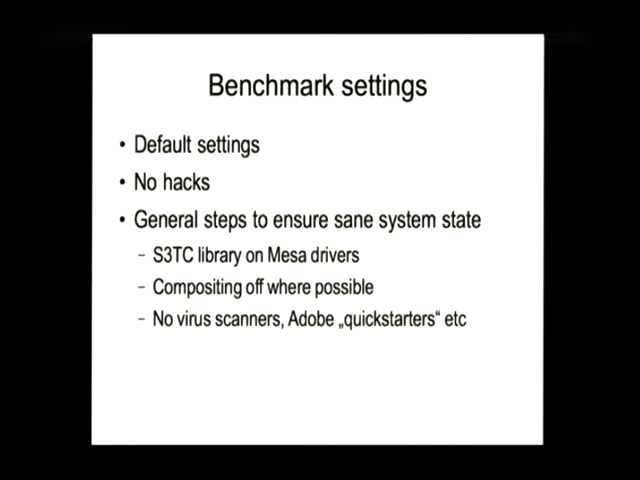 Benchmark settings
• Default settings
• No hacks
• General steps to ensure sane system state
– S3TC library on Mesa drivers
– Compositing off where possible
– No virus scanners, Adobe „quickstarters“ etc